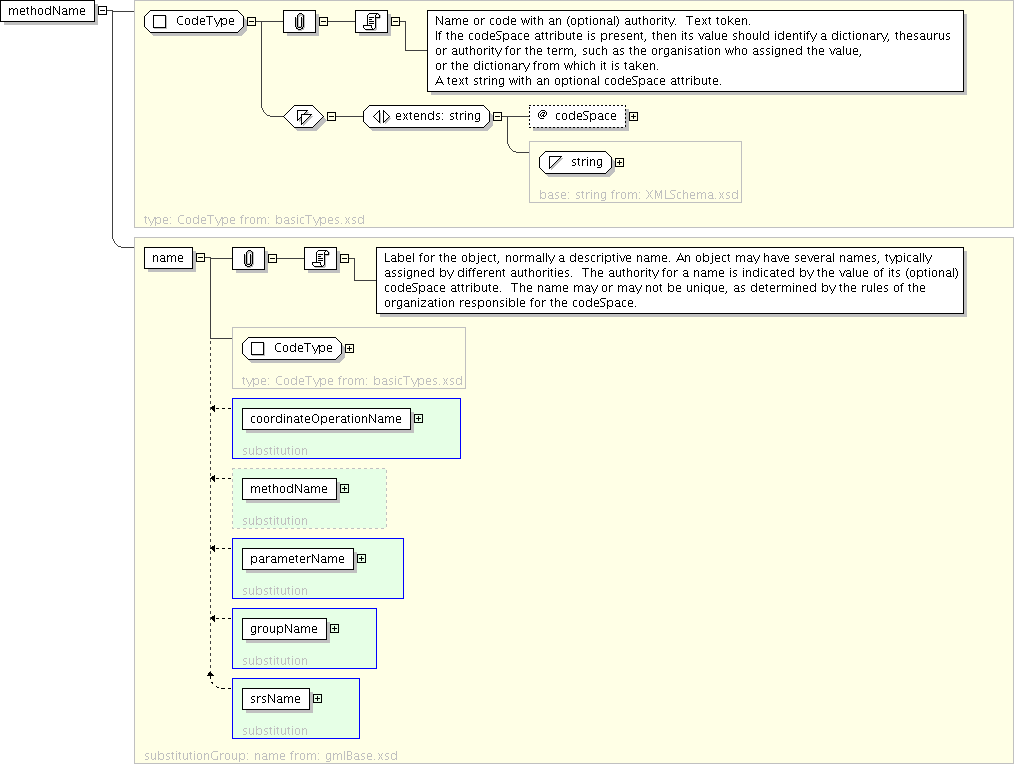 methodName
CodeType
Name or code with an (optional) authority.  Text token.
If the codeSpace attribute is present, then its value should identify a dictionary, thesaurus
or authority for the term, such as the organisation who assigned the value,
or the dictionary from which it is taken.
A text string with an optional codeSpace attribute.
extends: string
@ codeSpace
string
base: string from: XMLSchema.xsd
type: CodeType from: basicTypes.xsd
name
Label for the object, normally a descriptive name. An object may have several names, typically
assigned by different authorities.  The authority for a name is indicated by the value of its (optional)
codeSpace attribute.  The name may or may not be unique, as determined by the rules of the
organization responsible for the codeSpace.
CodeType
type: CodeType from: basicTypes.xsd
coordinateOperationName
substitution
methodName
substitution
parameterName
substitution
groupName
substitution
srsName
substitution
substitutionGroup: name from: gmlBase.xsd